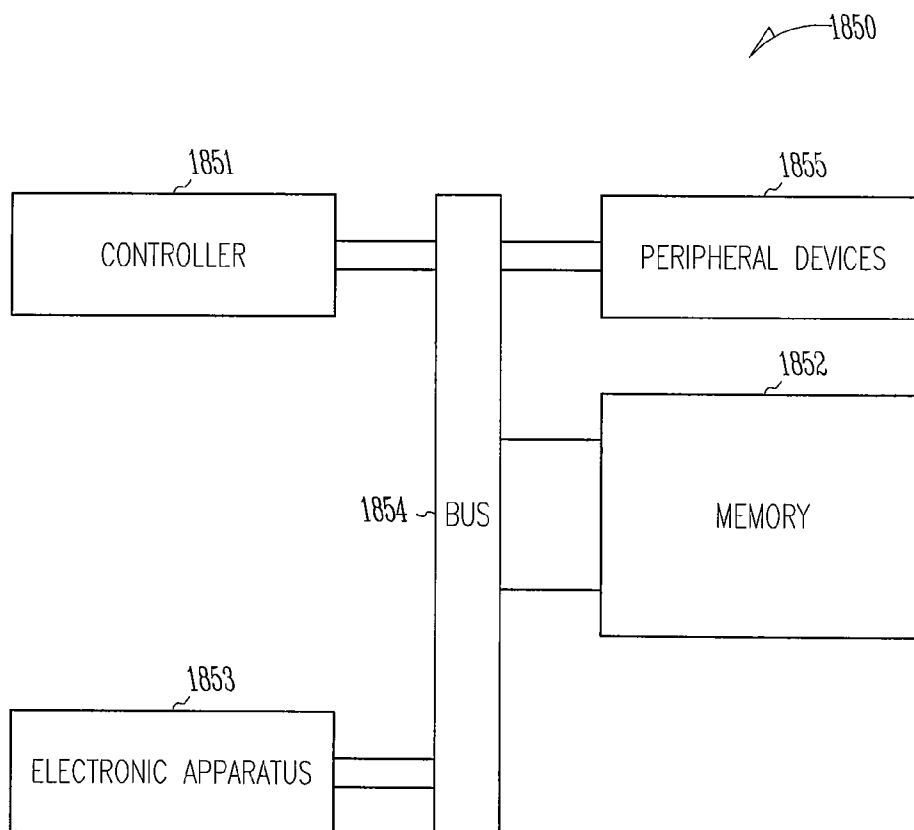 1850
1851
CONTROLLER
1855
PERIPHERAL DEVICES
1852
MEMORY
1854
BUS
1853
ELECTRONIC APPARATUS